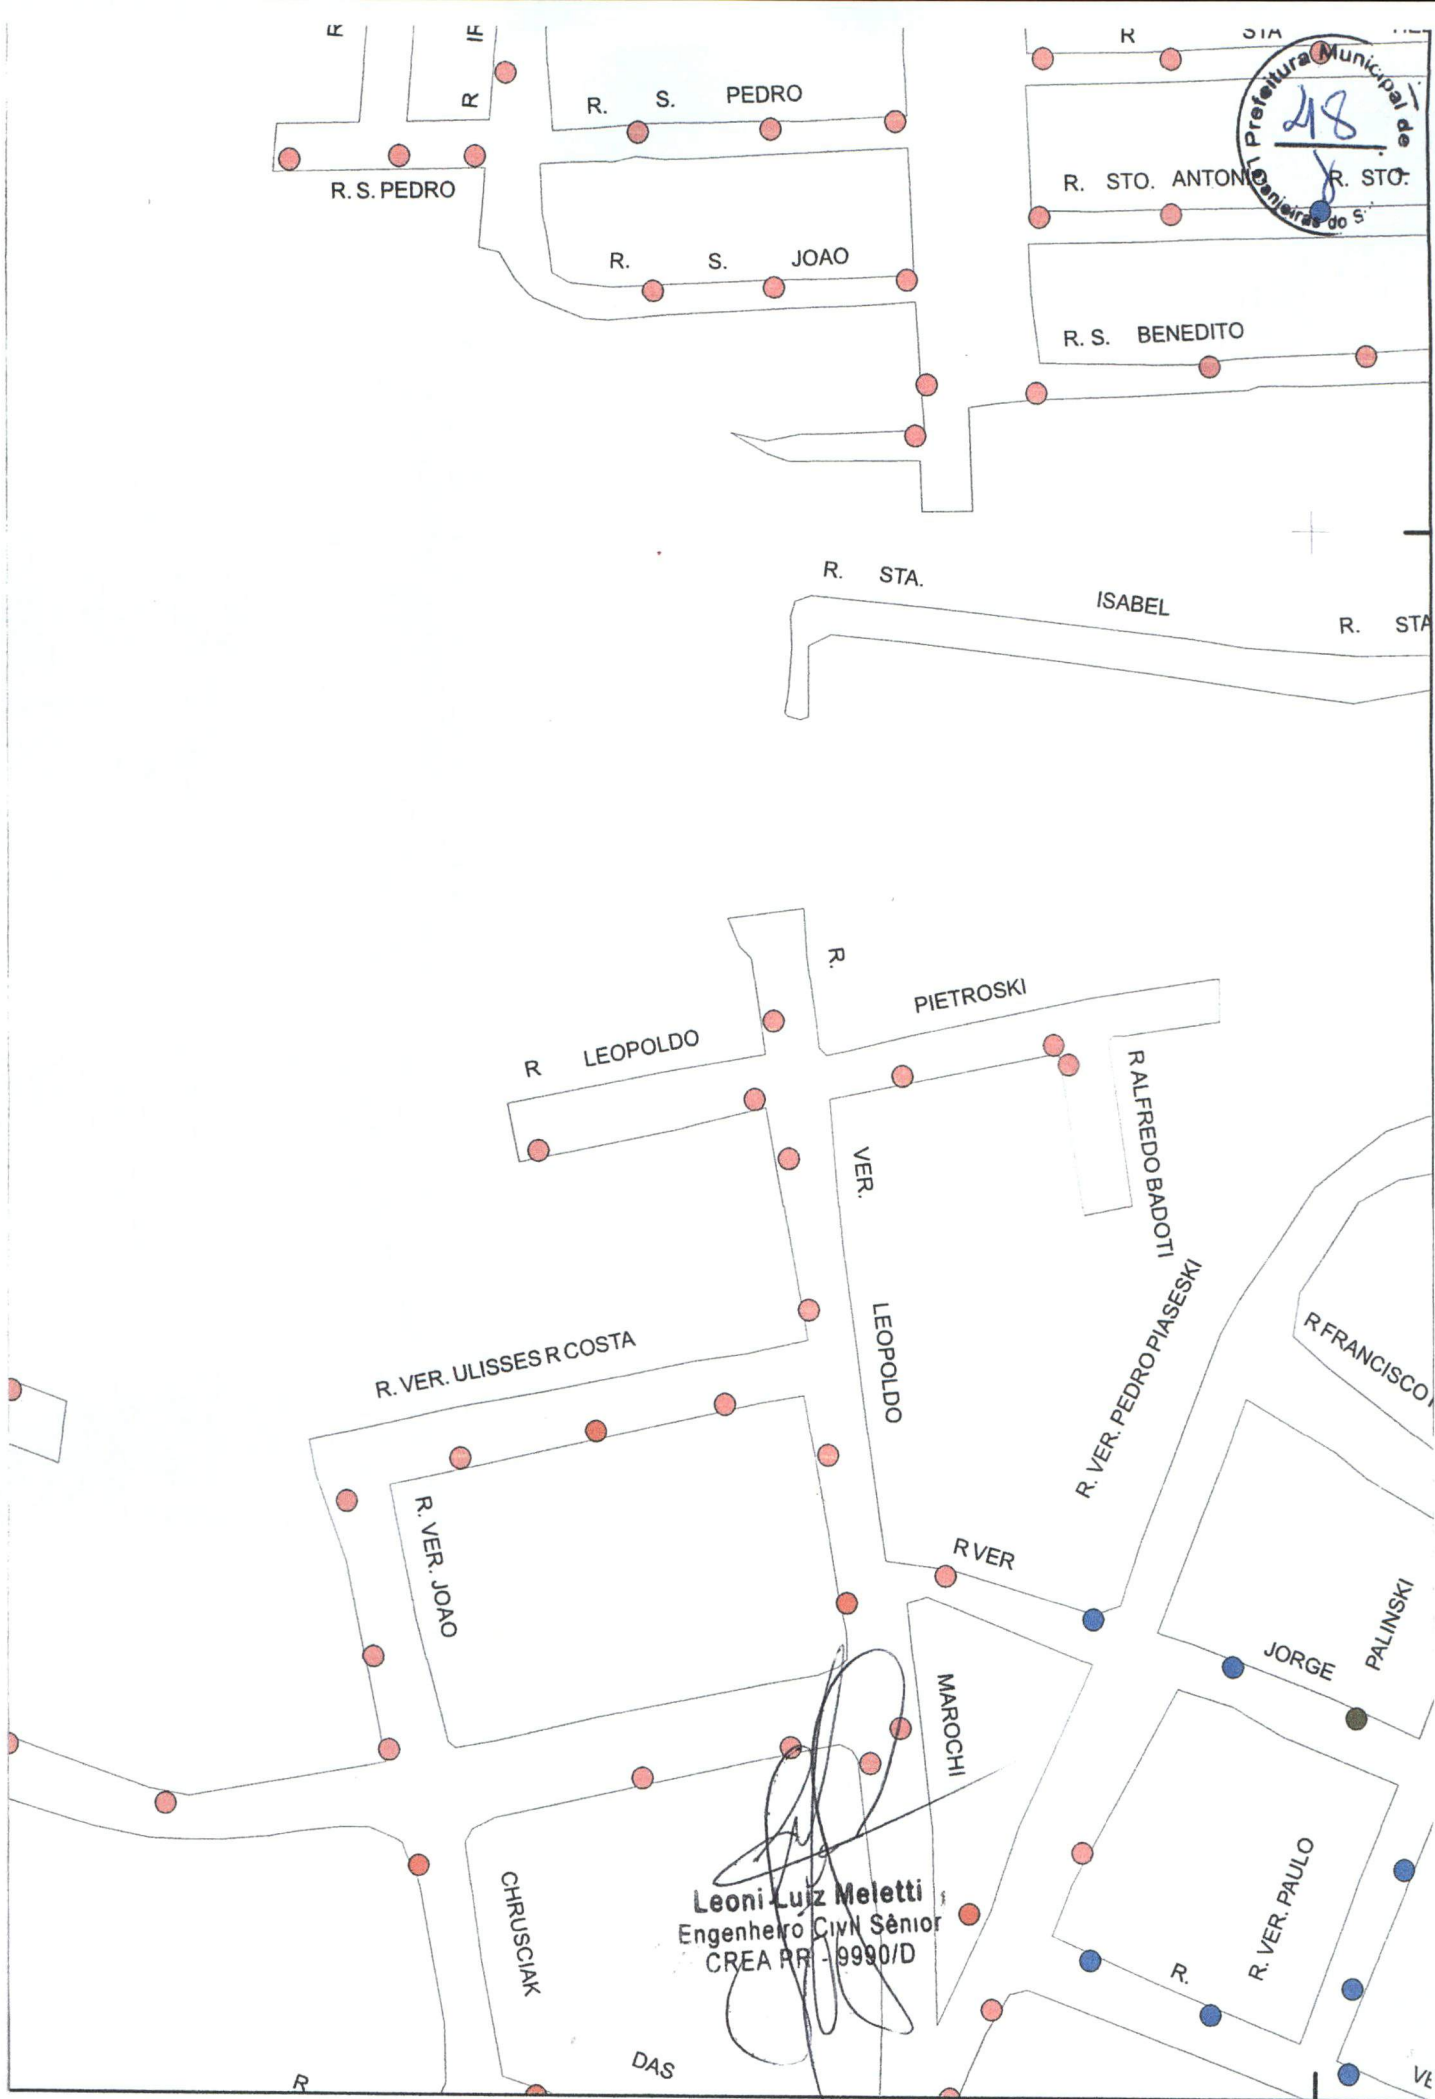 R
STA
R. S. PEDRO
R
R. S. PEDRO
Prefeitura Municipal de
48
R. STO. ANTONIO
R. STO.
R. S. JOAO
R. S. BENEDITO
R. STA. ISABEL
R. STA
R.
PIETROSKI
R LEOPOLDO
R ALFREDO BADOTI
VER.
LEOPOLDO
R. VER. PEDRO PIASESKI
R FRANCISCO
R. VER. ULISSES R COSTA
R. VER. JOAO
R VER
JORGE
PALINSKI
MAROCHI
CHRUSCIAK
R. VER. PAULO
R.
Leoni Luiz Meletti
Engenheiro Civil Sênior
CREA PR - 9990/D
DAS
R
VE